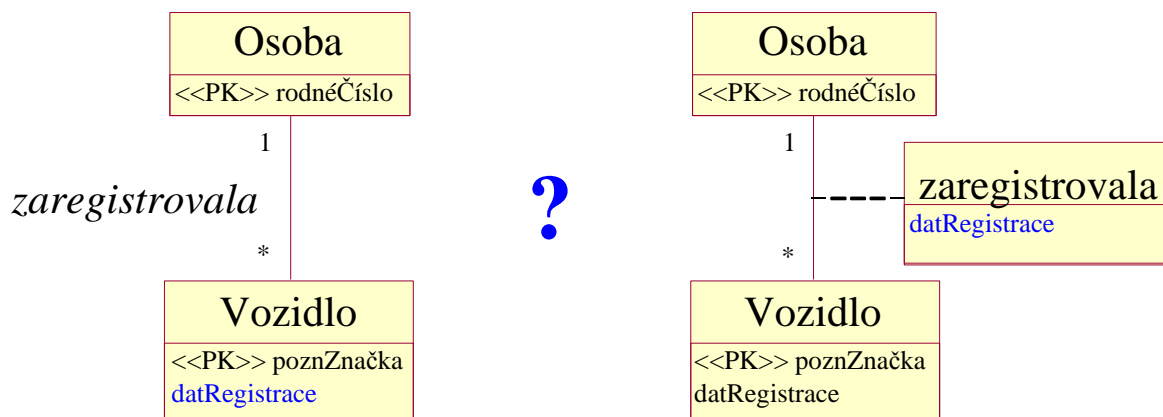 Osoba
<<PK>> rodnéČíslo
1
zaregistrovala
*
Vozidlo
<<PK>> poznZnačka
datRegistrace
?
Osoba
<<PK>> rodnéČíslo
1
zaregistrovala
datRegistrace
*
Vozidlo
<<PK>> poznZnačka
datRegistrace